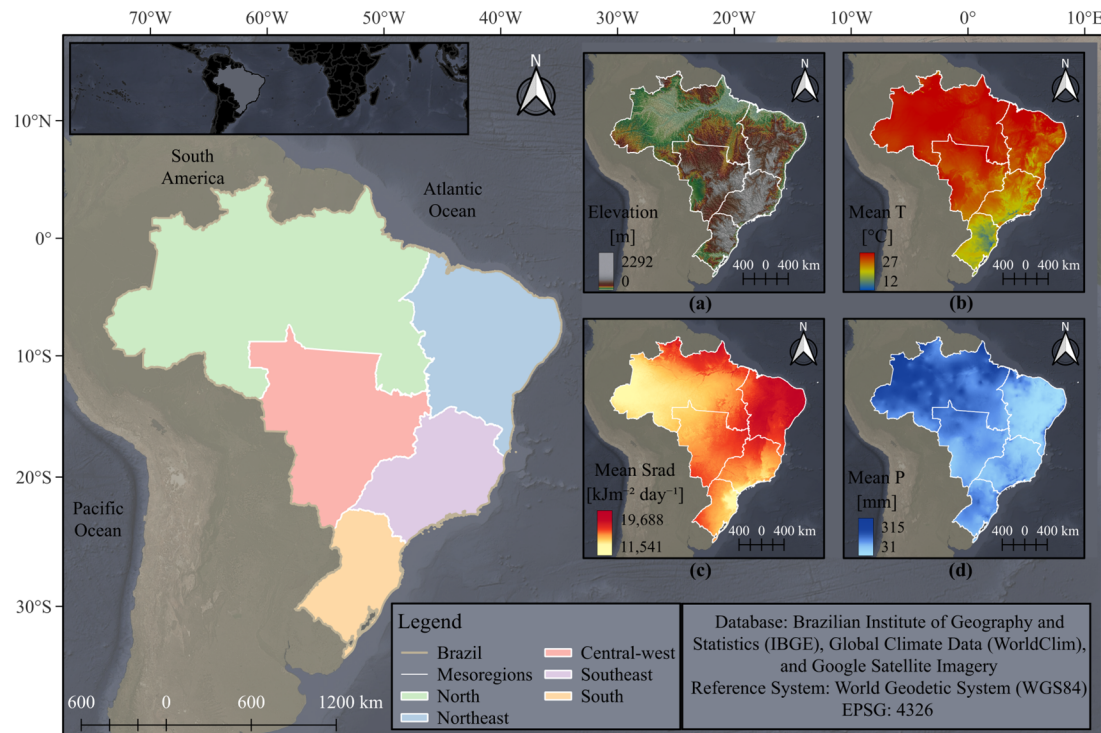 70°W 60°W 50°W 40°W 30°W 20°W 10°W 0° 10°E
10°N
0°
10°S
20°S
30°S
N
South
America
Atlantic
Ocean
Pacific
Ocean
600 0 600 1200 km
N
Elevation
[m]
2292
0
400 0 400 km
(a)
N
Mean T
[°C]
27
12
400 0 400 km
(b)
N
Mean Srad
[kJm⁻² day⁻¹]
19,688
11,541
400 0 400 km
(c)
N
Mean P
[mm]
315
31
400 0 400 km
(d)
Legend
Brazil
Mesoregions
North
Northeast
Central-west
Southeast
South
Database: Brazilian Institute of Geography and
Statistics (IBGE), Global Climate Data (WorldClim),
and Google Satellite Imagery
Reference System: World Geodetic System (WGS84)
EPSG: 4326